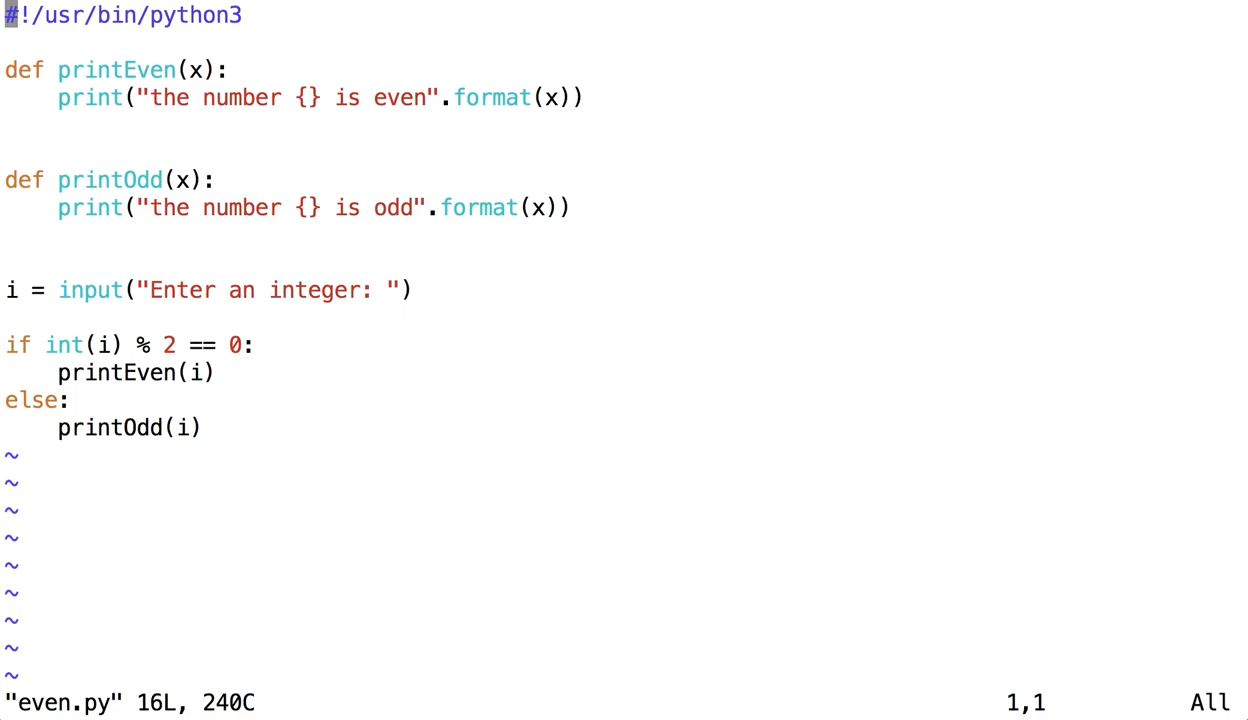 #!/usr/bin/python3
def printEven(x):
    print("the number {} is even".format(x))
def printOdd(x):
    print("the number {} is odd".format(x))
i = input("Enter an integer: ")
if int(i) % 2 == 0:
    printEven(i)
else:
    printOdd(i)
~
~
~
~
~
~
~
~
~
"even.py" 16L, 240C 1,1 All